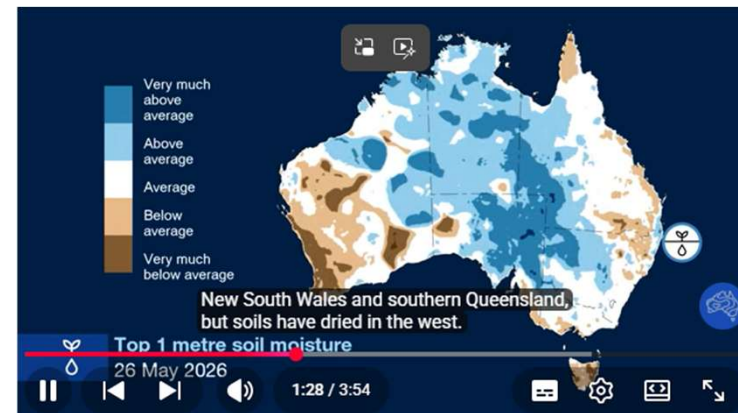 Very much
above
average
Above
average
Average
Below
average
Very much
below average
New South Wales and southern Queensland,
but soils have dried in the west.
Top 1 metre soil moisture
26 May 2026
1:28 / 3:54